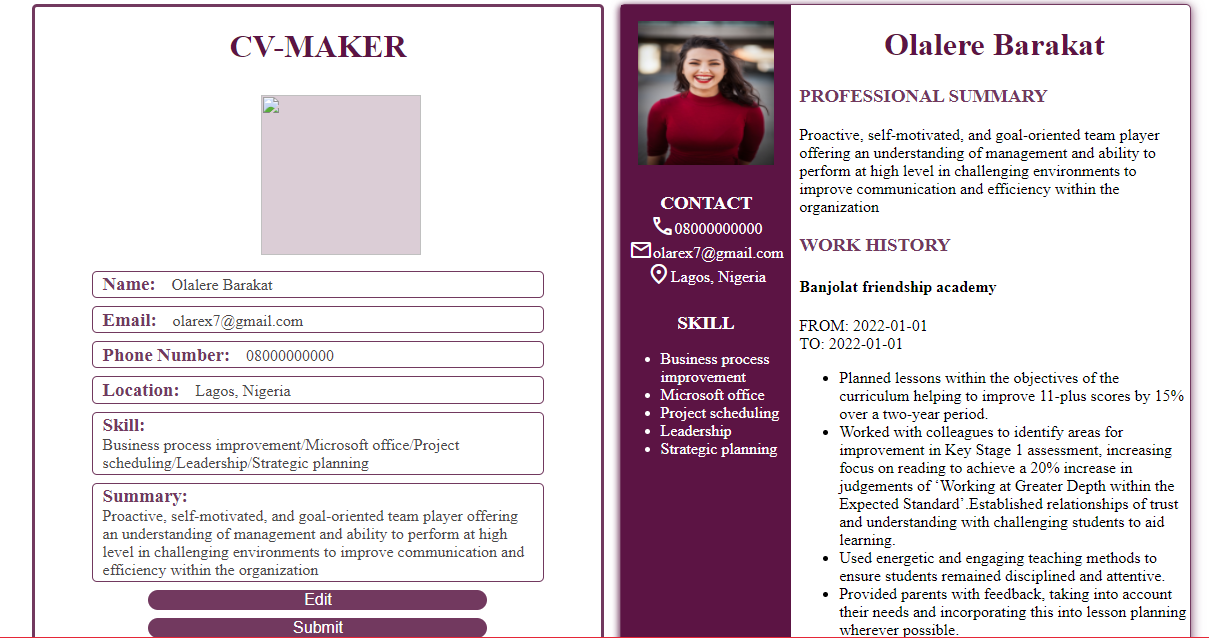 CV-MAKER
Name: Olalere Barakat
Email: olarex7@gmail.com
Phone Number: 08000000000
Location: Lagos, Nigeria
Skill:
Business process improvement/Microsoft office/Project
scheduling/Leadership/Strategic planning
Summary:
Proactive, self-motivated, and goal-oriented team player offering
an understanding of management and ability to perform at high
level in challenging environments to improve communication and
efficiency within the organization
Edit
Submit
CONTACT
08000000000
olarex7@gmail.com
Lagos, Nigeria
SKILL
• Business process
improvement
• Microsoft office
• Project scheduling
• Leadership
• Strategic planning
Olalere Barakat
PROFESSIONAL SUMMARY
Proactive, self-motivated, and goal-oriented team player
offering an understanding of management and ability to
perform at high level in challenging environments to
improve communication and efficiency within the
organization
WORK HISTORY
Banjolat friendship academy
FROM: 2022-01-01
TO: 2022-01-01
• Planned lessons within the objectives of the
curriculum helping to improve 11-plus scores by 15%
over a two-year period.
• Worked with colleagues to identify areas for
improvement in Key Stage 1 assessment, increasing
focus on reading to achieve a 20% increase in
judgements of ‘Working at Greater Depth within the
Expected Standard’.Established relationships of trust
and understanding with challenging students to aid
learning.
• Used energetic and engaging teaching methods to
ensure students remained disciplined and attentive.
• Provided parents with feedback, taking into account
their needs and incorporating this into lesson planning
wherever possible.